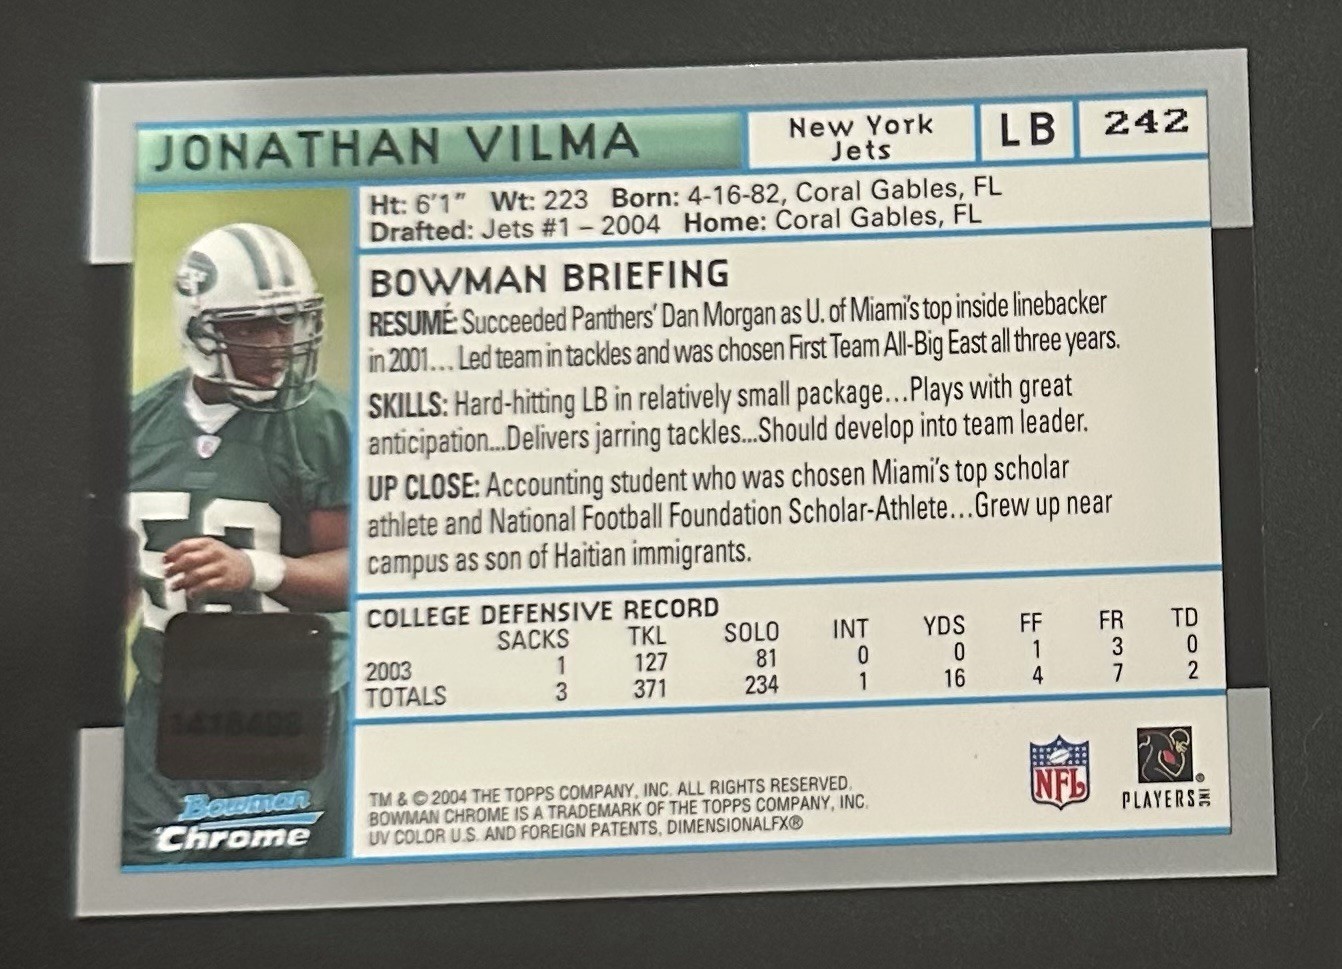 JONATHAN VILMA
New York
Jets
LB
242
Ht: 6'1" Wt: 223 Born: 4-16-82, Coral Gables, FL
Drafted: Jets #1 – 2004 Home: Coral Gables, FL
BOWMAN BRIEFING
RESUMÉ: Succeeded Panthers' Dan Morgan as U. of Miami's top inside linebacker
in 2001... Led team in tackles and was chosen First Team All-Big East all three years.
SKILLS: Hard-hitting LB in relatively small package...Plays with great
anticipation...Delivers jarring tackles...Should develop into team leader.
UP CLOSE: Accounting student who was chosen Miami's top scholar
athlete and National Football Foundation Scholar-Athlete...Grew up near
campus as son of Haitian immigrants.
COLLEGE DEFENSIVE RECORD
SACKS TKL SOLO INT YDS FF FR TD
2003 1 127 81 0 0 1 3 0
TOTALS 3 371 234 1 16 4 7 2
TM & © 2004 THE TOPPS COMPANY, INC. ALL RIGHTS RESERVED.
BOWMAN CHROME IS A TRADEMARK OF THE TOPPS COMPANY, INC.
UV COLOR U.S. AND FOREIGN PATENTS, DIMENSIONALFX®
Bowman
Chrome
NFL
PLAYERS INC ®